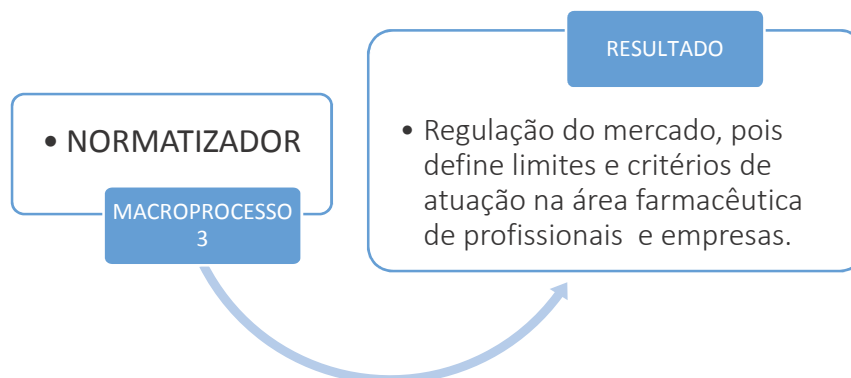 • NORMATIZADOR
MACROPROCESSO
3
RESULTADO
• Regulação do mercado, pois
define limites e critérios de
atuação na área farmacêutica
de profissionais e empresas.